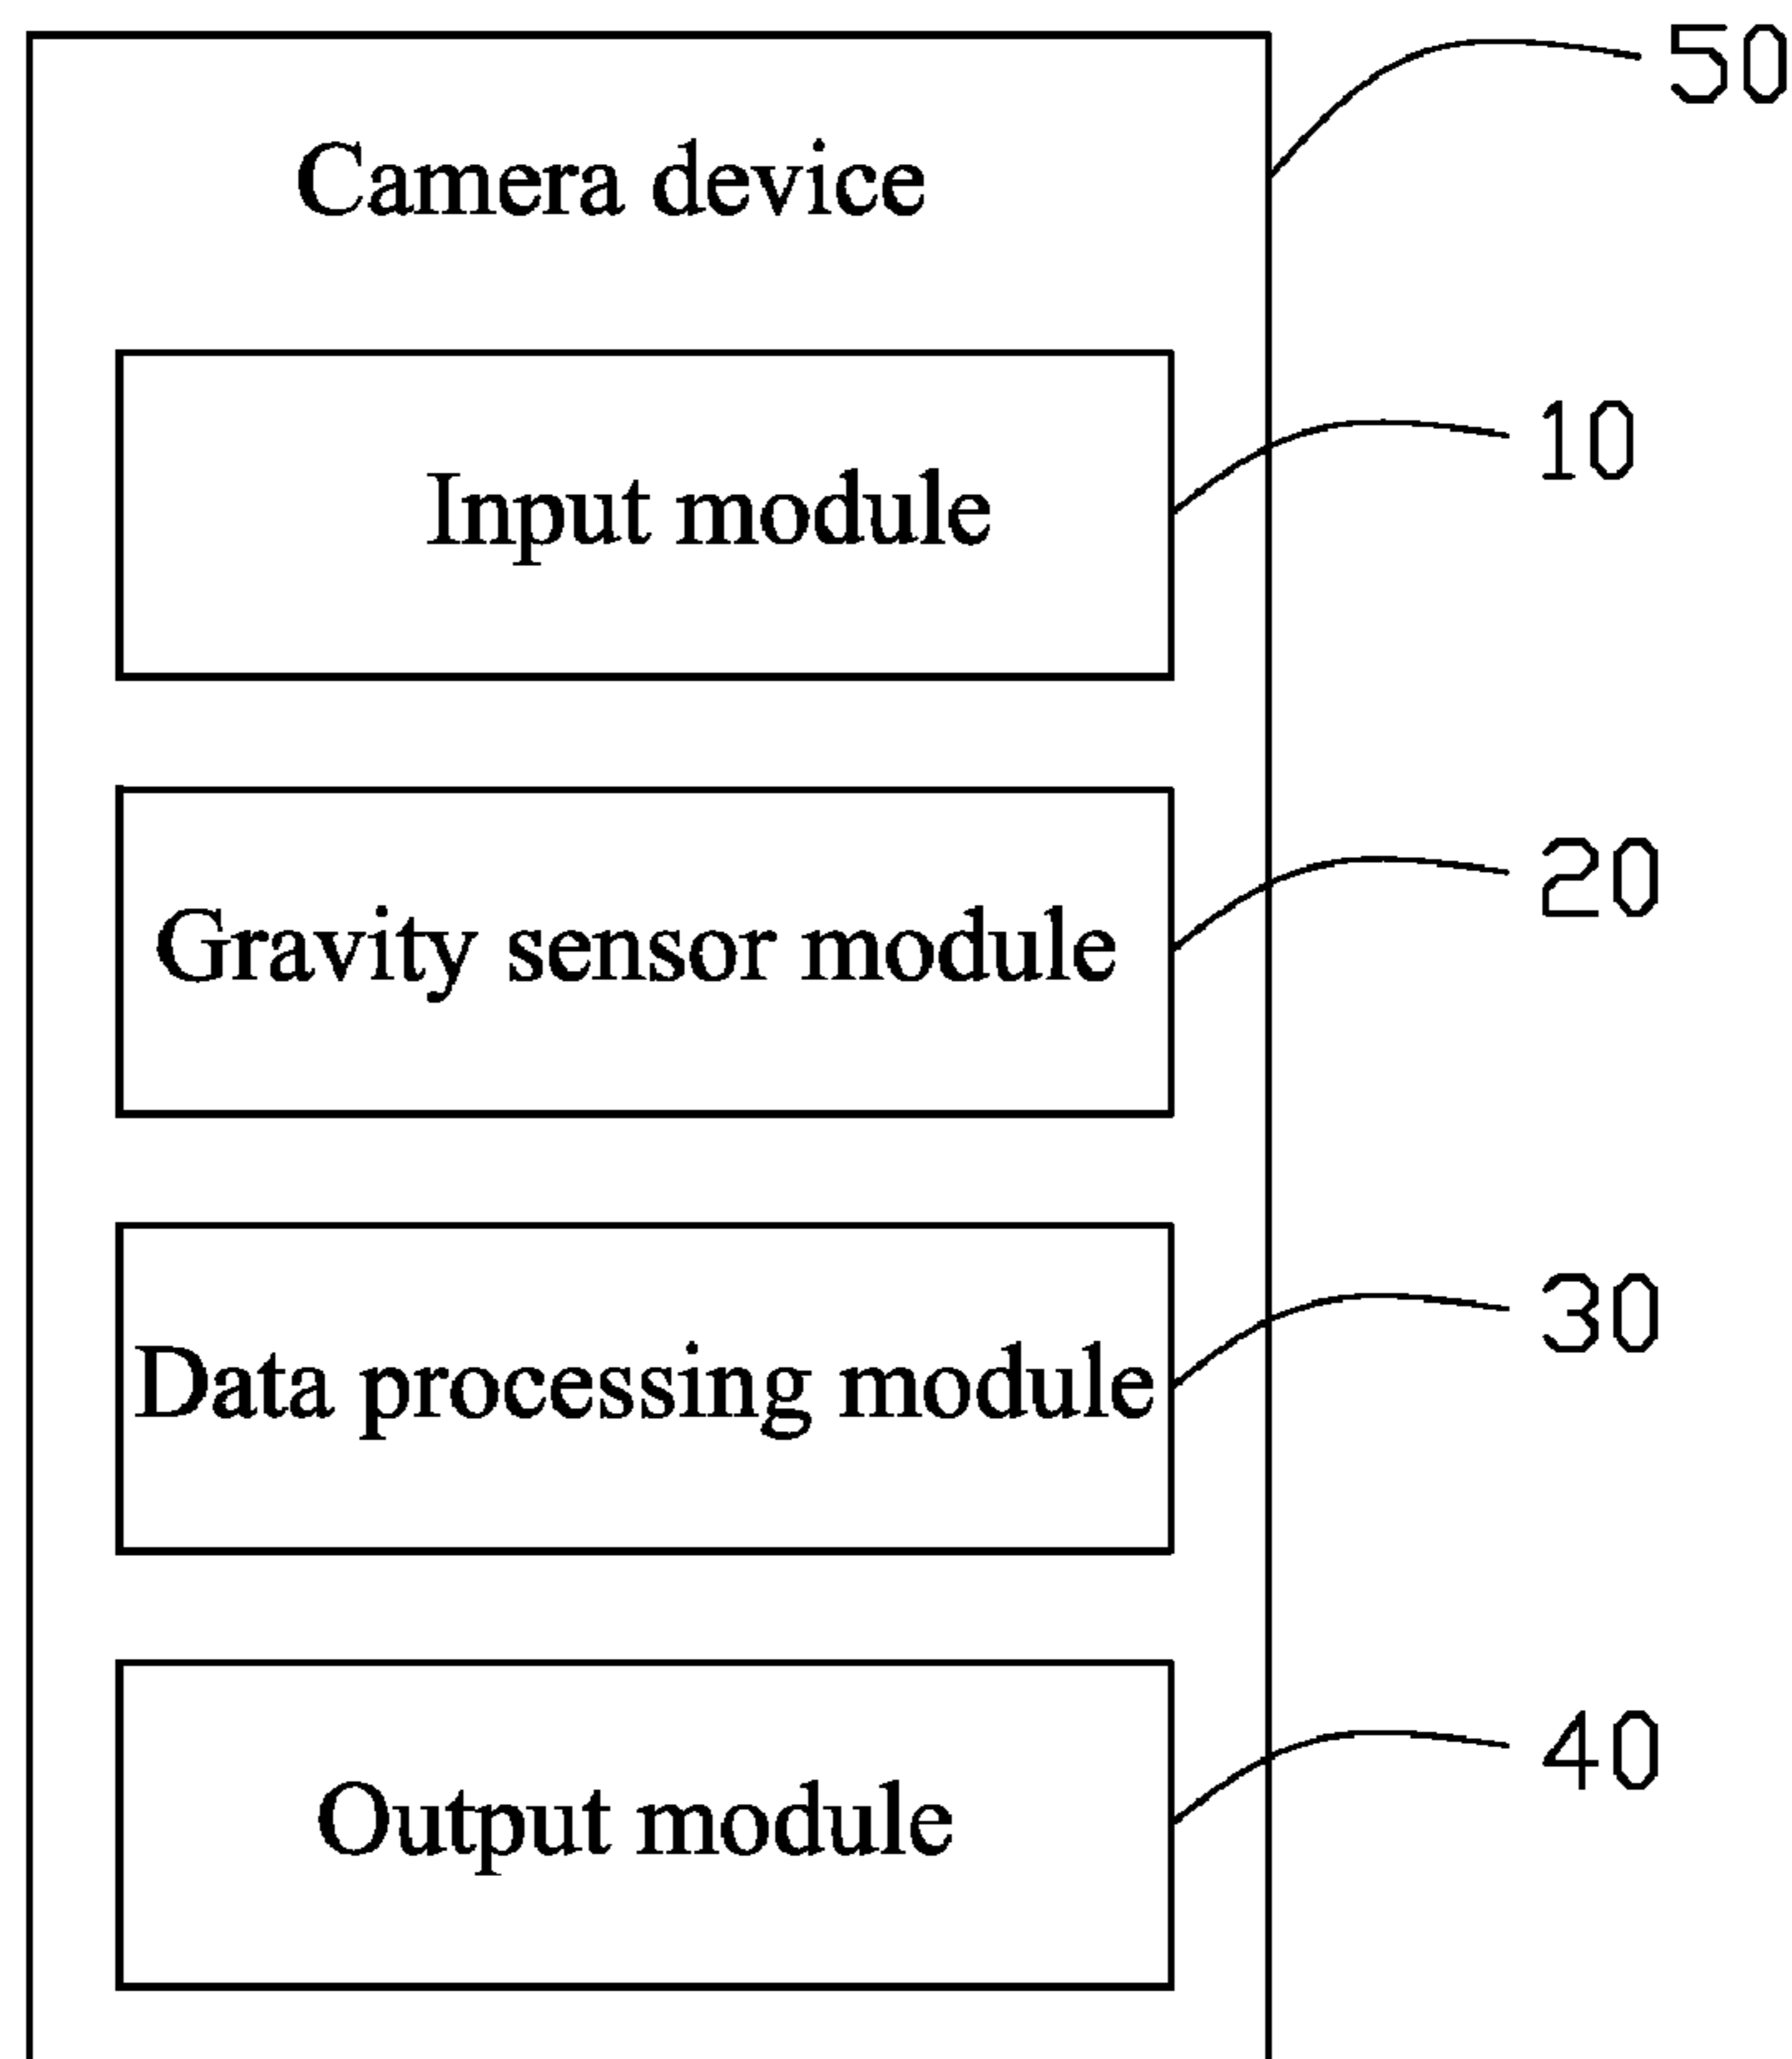 50
Camera device
10
Input module
20
Gravity sensor module
30
Data processing module
40
Output module